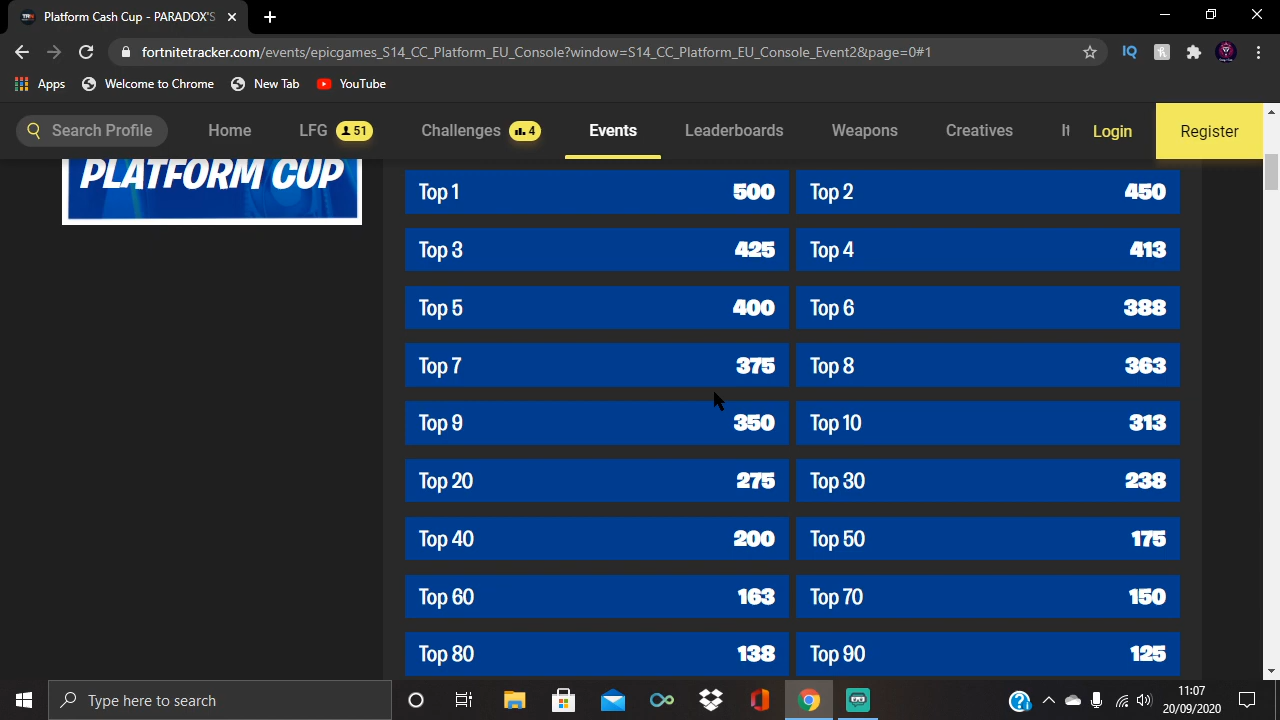 Platform Cash Cup - PARADOX'S
fortnitetracker.com/events/epicgames_S14_CC_Platform_EU_Console?window=S14_CC_Platform_EU_Console_Event2&page=0#1
Apps Welcome to Chrome New Tab YouTube
Search Profile Home LFG 51 Challenges 4 Events Leaderboards Weapons Creatives It Login Register
PLATFORM CUP
Top 1 500 Top 2 450
Top 3 425 Top 4 413
Top 5 400 Top 6 388
Top 7 375 Top 8 363
Top 9 350 Top 10 313
Top 20 275 Top 30 238
Top 40 200 Top 50 175
Top 60 163 Top 70 150
Top 80 138 Top 90 125
Type here to search
11:07
20/09/2020